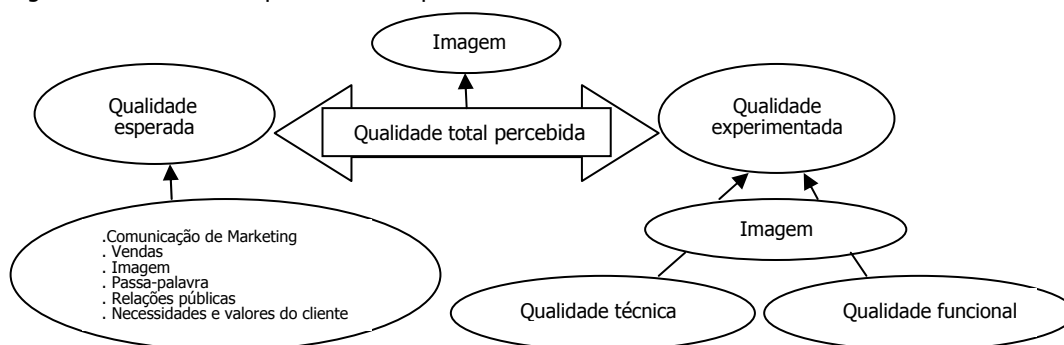 Imagem
Qualidade
esperada
Qualidade total percebida
Qualidade
experimentada
.Comunicação de Marketing
. Vendas
. Imagem
. Passa-palavra
. Relações públicas
. Necessidades e valores do cliente
Imagem
Qualidade técnica
Qualidade funcional